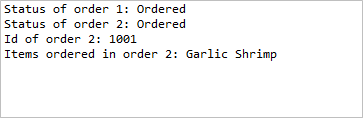 Status of order 1: Ordered
Status of order 2: Ordered
Id of order 2: 1001
Items ordered in order 2: Garlic Shrimp